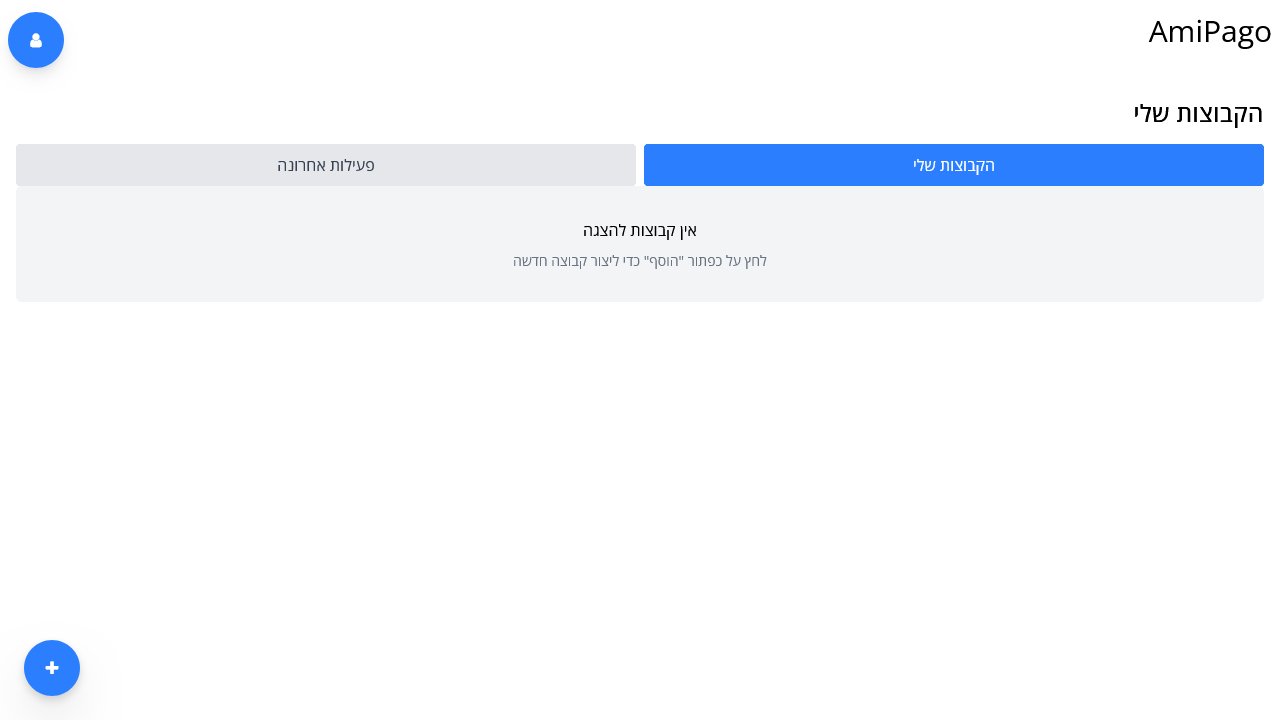 AmiPago
הקבוצות שלי
הקבוצות שלי
פעילות אחרונה
אין קבוצות להצגה
לחץ על כפתור "הוסף" כדי ליצור קבוצה חדשה